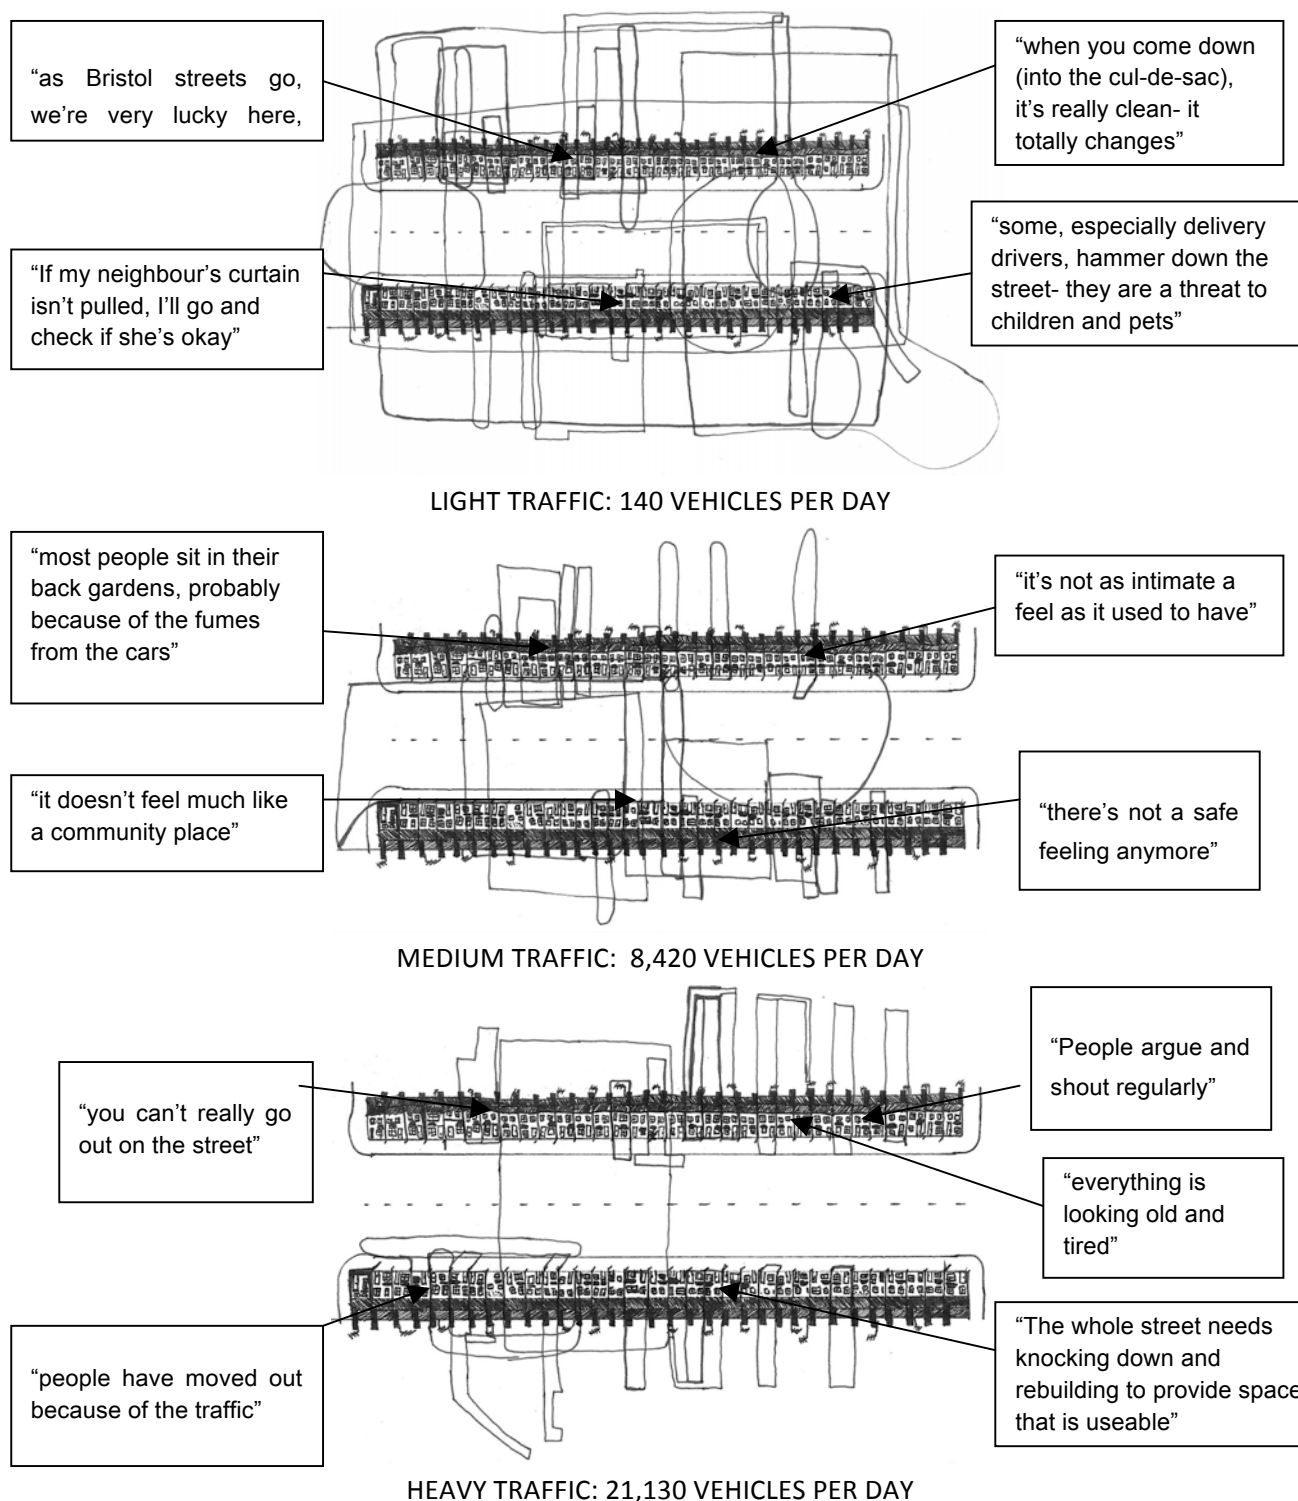 “as Bristol streets go,
we’re very lucky here,
“when you come down
(into the cul-de-sac),
it’s really clean- it
totally changes”
“If my neighbour’s curtain
isn’t pulled, I’ll go and
check if she’s okay”
“some, especially delivery
drivers, hammer down the
street- they are a threat to
children and pets”
LIGHT TRAFFIC: 140 VEHICLES PER DAY
“most people sit in their
back gardens, probably
because of the fumes
from the cars”
“it’s not as intimate a
feel as it used to have”
“it doesn’t feel much like
a community place”
“there’s not a safe
feeling anymore”
MEDIUM TRAFFIC: 8,420 VEHICLES PER DAY
“you can’t really go
out on the street”
“People argue and
shout regularly”
“everything is
looking old and
tired”
“people have moved out
because of the traffic”
“The whole street needs
knocking down and
rebuilding to provide space
that is useable”
HEAVY TRAFFIC: 21,130 VEHICLES PER DAY